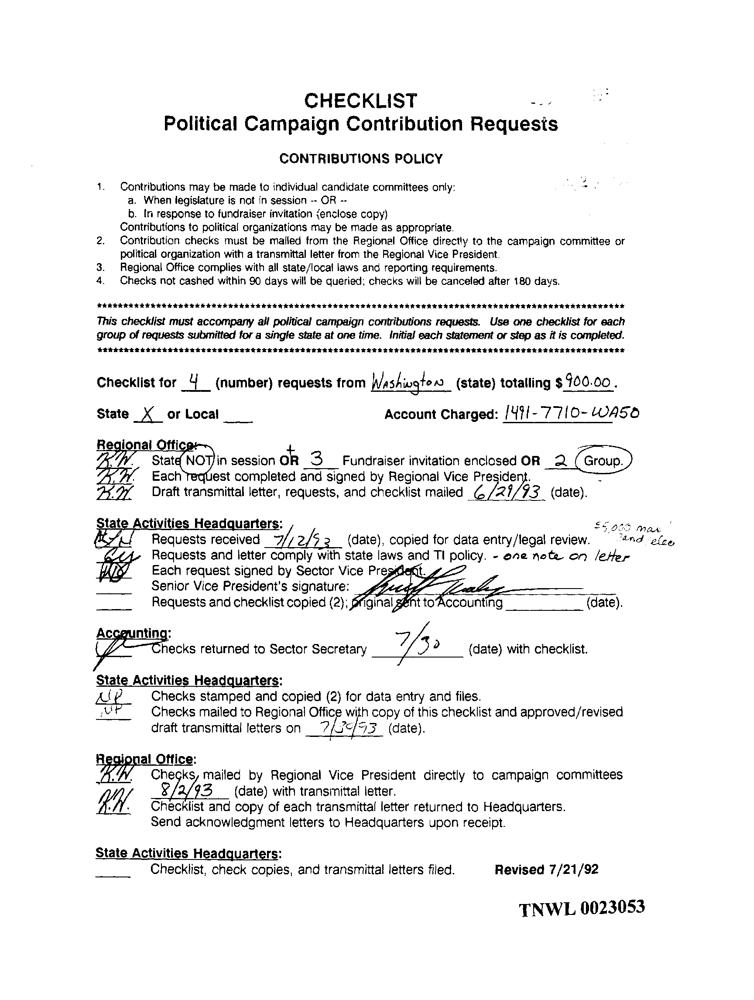 CHECKLIST
Political Campaign Contribution Requests
CONTRIBUTIONS POLICY
1. Contributions may be made to individual candidate committees only:
a. When legislature is not in session -- OR --
b. In response to fundraiser invitation (enclose copy)
Contributions to political organizations may be made as appropriate.
2. Contribution checks must be mailed from the Regional Office directly to the campaign committee or
political organization with a transmittal letter from the Regional Vice President.
3. Regional Office complies with all state/local laws and reporting requirements.
4. Checks not cashed within 90 days will be queried; checks will be canceled after 180 days.
This checklist must accompany all political campaign contributions requests. Use one checklist for each
group of requests submitted for a single state at one time. Initial each statement or step as it is completed.
Checklist for 4 (number) requests from Washington (state) totalling $ 900.00.
State X or Local ____ Account Charged: 1491-7710-WA50
Regional Office:
K.N. State NOT in session OR + 3 Fundraiser invitation enclosed OR 2 Group.
K.N. Each request completed and signed by Regional Vice President.
K.N. Draft transmittal letter, requests, and checklist mailed 6/29/93 (date).
State Activities Headquarters:
$5,000 max
Requests received 7/12/93 (date), copied for data entry/legal review.
Requests and letter comply with state laws and TI policy. - one note on letter
Each request signed by Sector Vice President.
____ Senior Vice President's signature:
____ Requests and checklist copied (2); original sent to Accounting ____ (date).
Accounting:
Checks returned to Sector Secretary 7/30 (date) with checklist.
State Activities Headquarters:
NP Checks stamped and copied (2) for data entry and files.
NP Checks mailed to Regional Office with copy of this checklist and approved/revised
draft transmittal letters on 7/30/93 (date).
Regional Office:
K.N. Checks mailed by Regional Vice President directly to campaign committees
8/2/93 (date) with transmittal letter.
K.N. Checklist and copy of each transmittal letter returned to Headquarters.
Send acknowledgment letters to Headquarters upon receipt.
State Activities Headquarters:
____ Checklist, check copies, and transmittal letters filed. Revised 7/21/92
TNWL 0023053